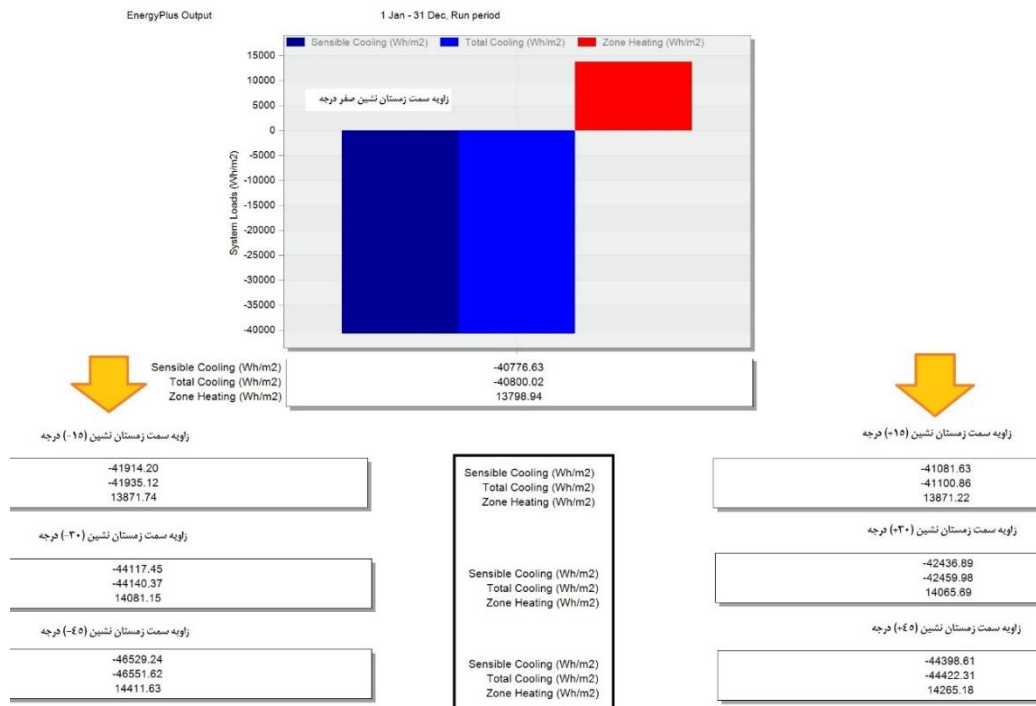 EnergyPlus Output
1 Jan - 31 Dec, Run period
Sensible Cooling (Wh/m2) Total Cooling (Wh/m2) Zone Heating (Wh/m2)
15000
10000
5000
0
-5000
-10000
-15000
-20000
-25000
-30000
-35000
-40000
System Loads (Wh/m2)
زاویه سمت زمستان نشین صفر درجه
Sensible Cooling (Wh/m2) -40776.63
Total Cooling (Wh/m2) -40800.02
Zone Heating (Wh/m2) 13798.94
زاویه سمت زمستان نشین (۱۵-) درجه
-41914.20
-41935.12
13871.74
زاویه سمت زمستان نشین (۳۰-) درجه
-44117.45
-44140.37
14081.15
زاویه سمت زمستان نشین (٤٥-) درجه
-46529.24
-46551.62
14411.63
Sensible Cooling (Wh/m2)
Total Cooling (Wh/m2)
Zone Heating (Wh/m2)
Sensible Cooling (Wh/m2)
Total Cooling (Wh/m2)
Zone Heating (Wh/m2)
Sensible Cooling (Wh/m2)
Total Cooling (Wh/m2)
Zone Heating (Wh/m2)
زاویه سمت زمستان نشین (۱۵+) درجه
-41081.63
-41100.86
13871.22
زاویه سمت زمستان نشین (۳۰+) درجه
-42436.89
-42459.98
14065.69
زاویه سمت زمستان نشین (٤٥+) درجه
-44398.61
-44422.31
14265.18